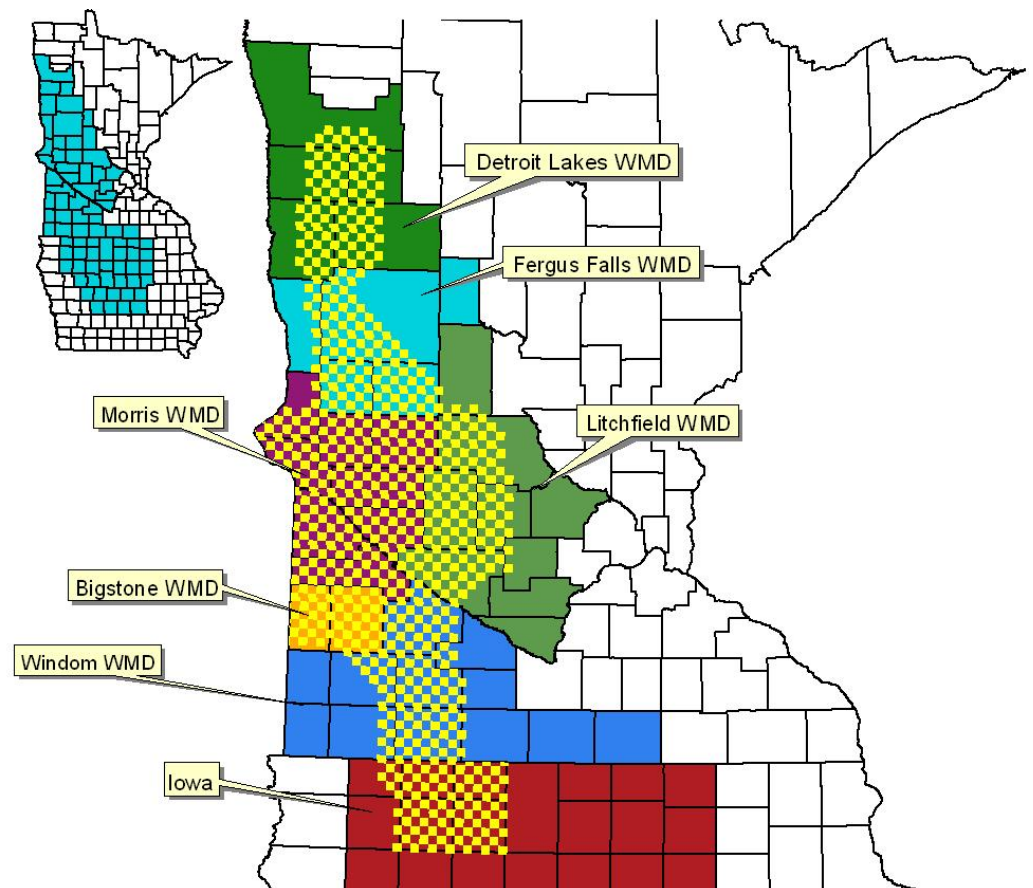 Detroit Lakes WMD
Fergus Falls WMD
Morris WMD
Litchfield WMD
Bigstone WMD
Windom WMD
Iowa